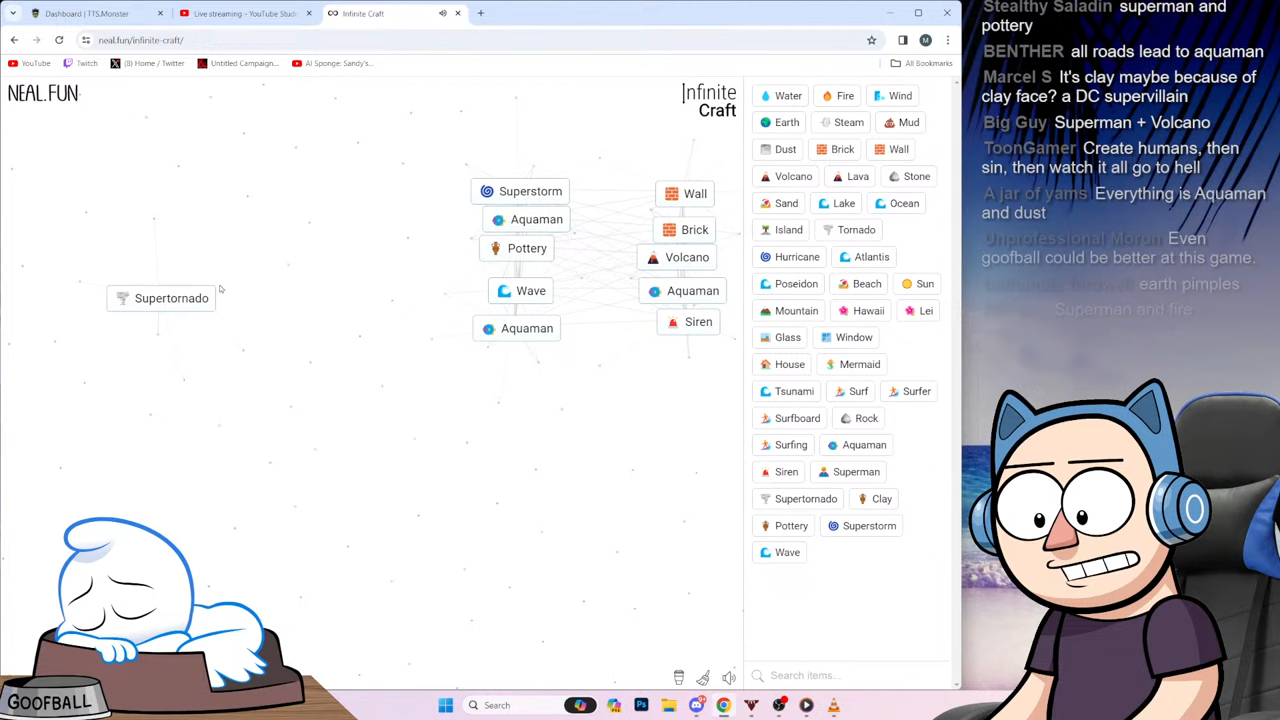 Dashboard | TTS.Monster
Live streaming - YouTube Studi
Infinite Craft
neal.fun/infinite-craft/
YouTube
Twitch
(8) Home / Twitter
Untitled Campaign...
AI Sponge: Sandy's...
All Bookmarks
NEAL.FUN
Infinite
Craft
Superstorm
Aquaman
Pottery
Wave
Aquaman
Wall
Brick
Volcano
Aquaman
Siren
Supertornado
Water
Fire
Wind
Earth
Steam
Mud
Dust
Brick
Wall
Volcano
Lava
Stone
Sand
Lake
Ocean
Island
Tornado
Hurricane
Atlantis
Poseidon
Beach
Sun
Mountain
Hawaii
Lei
Glass
Window
House
Mermaid
Tsunami
Surf
Surfer
Surfboard
Rock
Surfing
Aquaman
Siren
Superman
Supertornado
Clay
Pottery
Superstorm
Wave
Search items...
Stealthy Saladin superman and
pottery
BENTHER all roads lead to aquaman
Marcel S It's clay maybe because of
clay face? a DC supervillain
Big Guy Superman + Volcano
ToonGamer Create humans, then
sin, then watch it all go to hell
A jar of yams Everything is Aquaman
and dust
Unprofessional Moron Even
goofball could be better at this game.
earth pimples
Superman and fire
GOOFBALL
Search